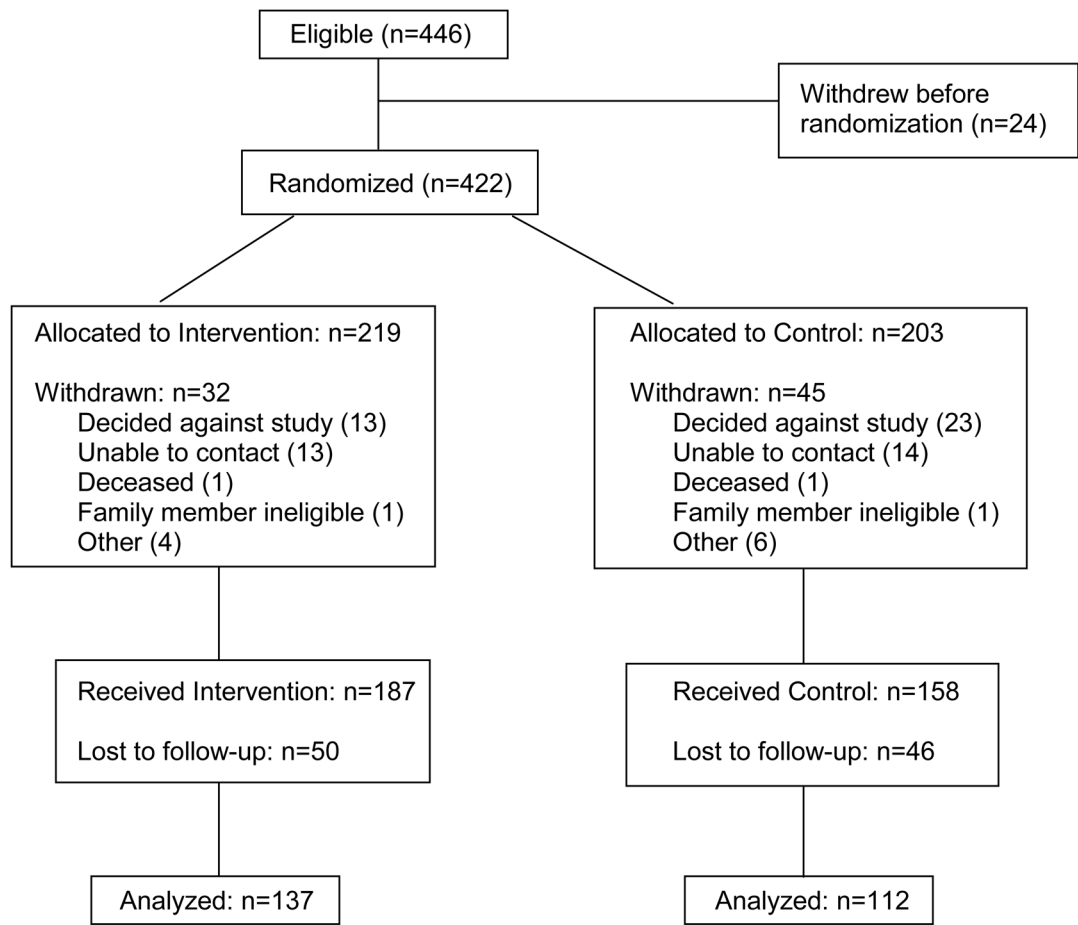 Eligible (n=446)
Withdrew before
randomization (n=24)
Randomized (n=422)
Allocated to Intervention: n=219
Withdrawn: n=32
Decided against study (13)
Unable to contact (13)
Deceased (1)
Family member ineligible (1)
Other (4)
Allocated to Control: n=203
Withdrawn: n=45
Decided against study (23)
Unable to contact (14)
Deceased (1)
Family member ineligible (1)
Other (6)
Received Intervention: n=187
Lost to follow-up: n=50
Received Control: n=158
Lost to follow-up: n=46
Analyzed: n=137
Analyzed: n=112